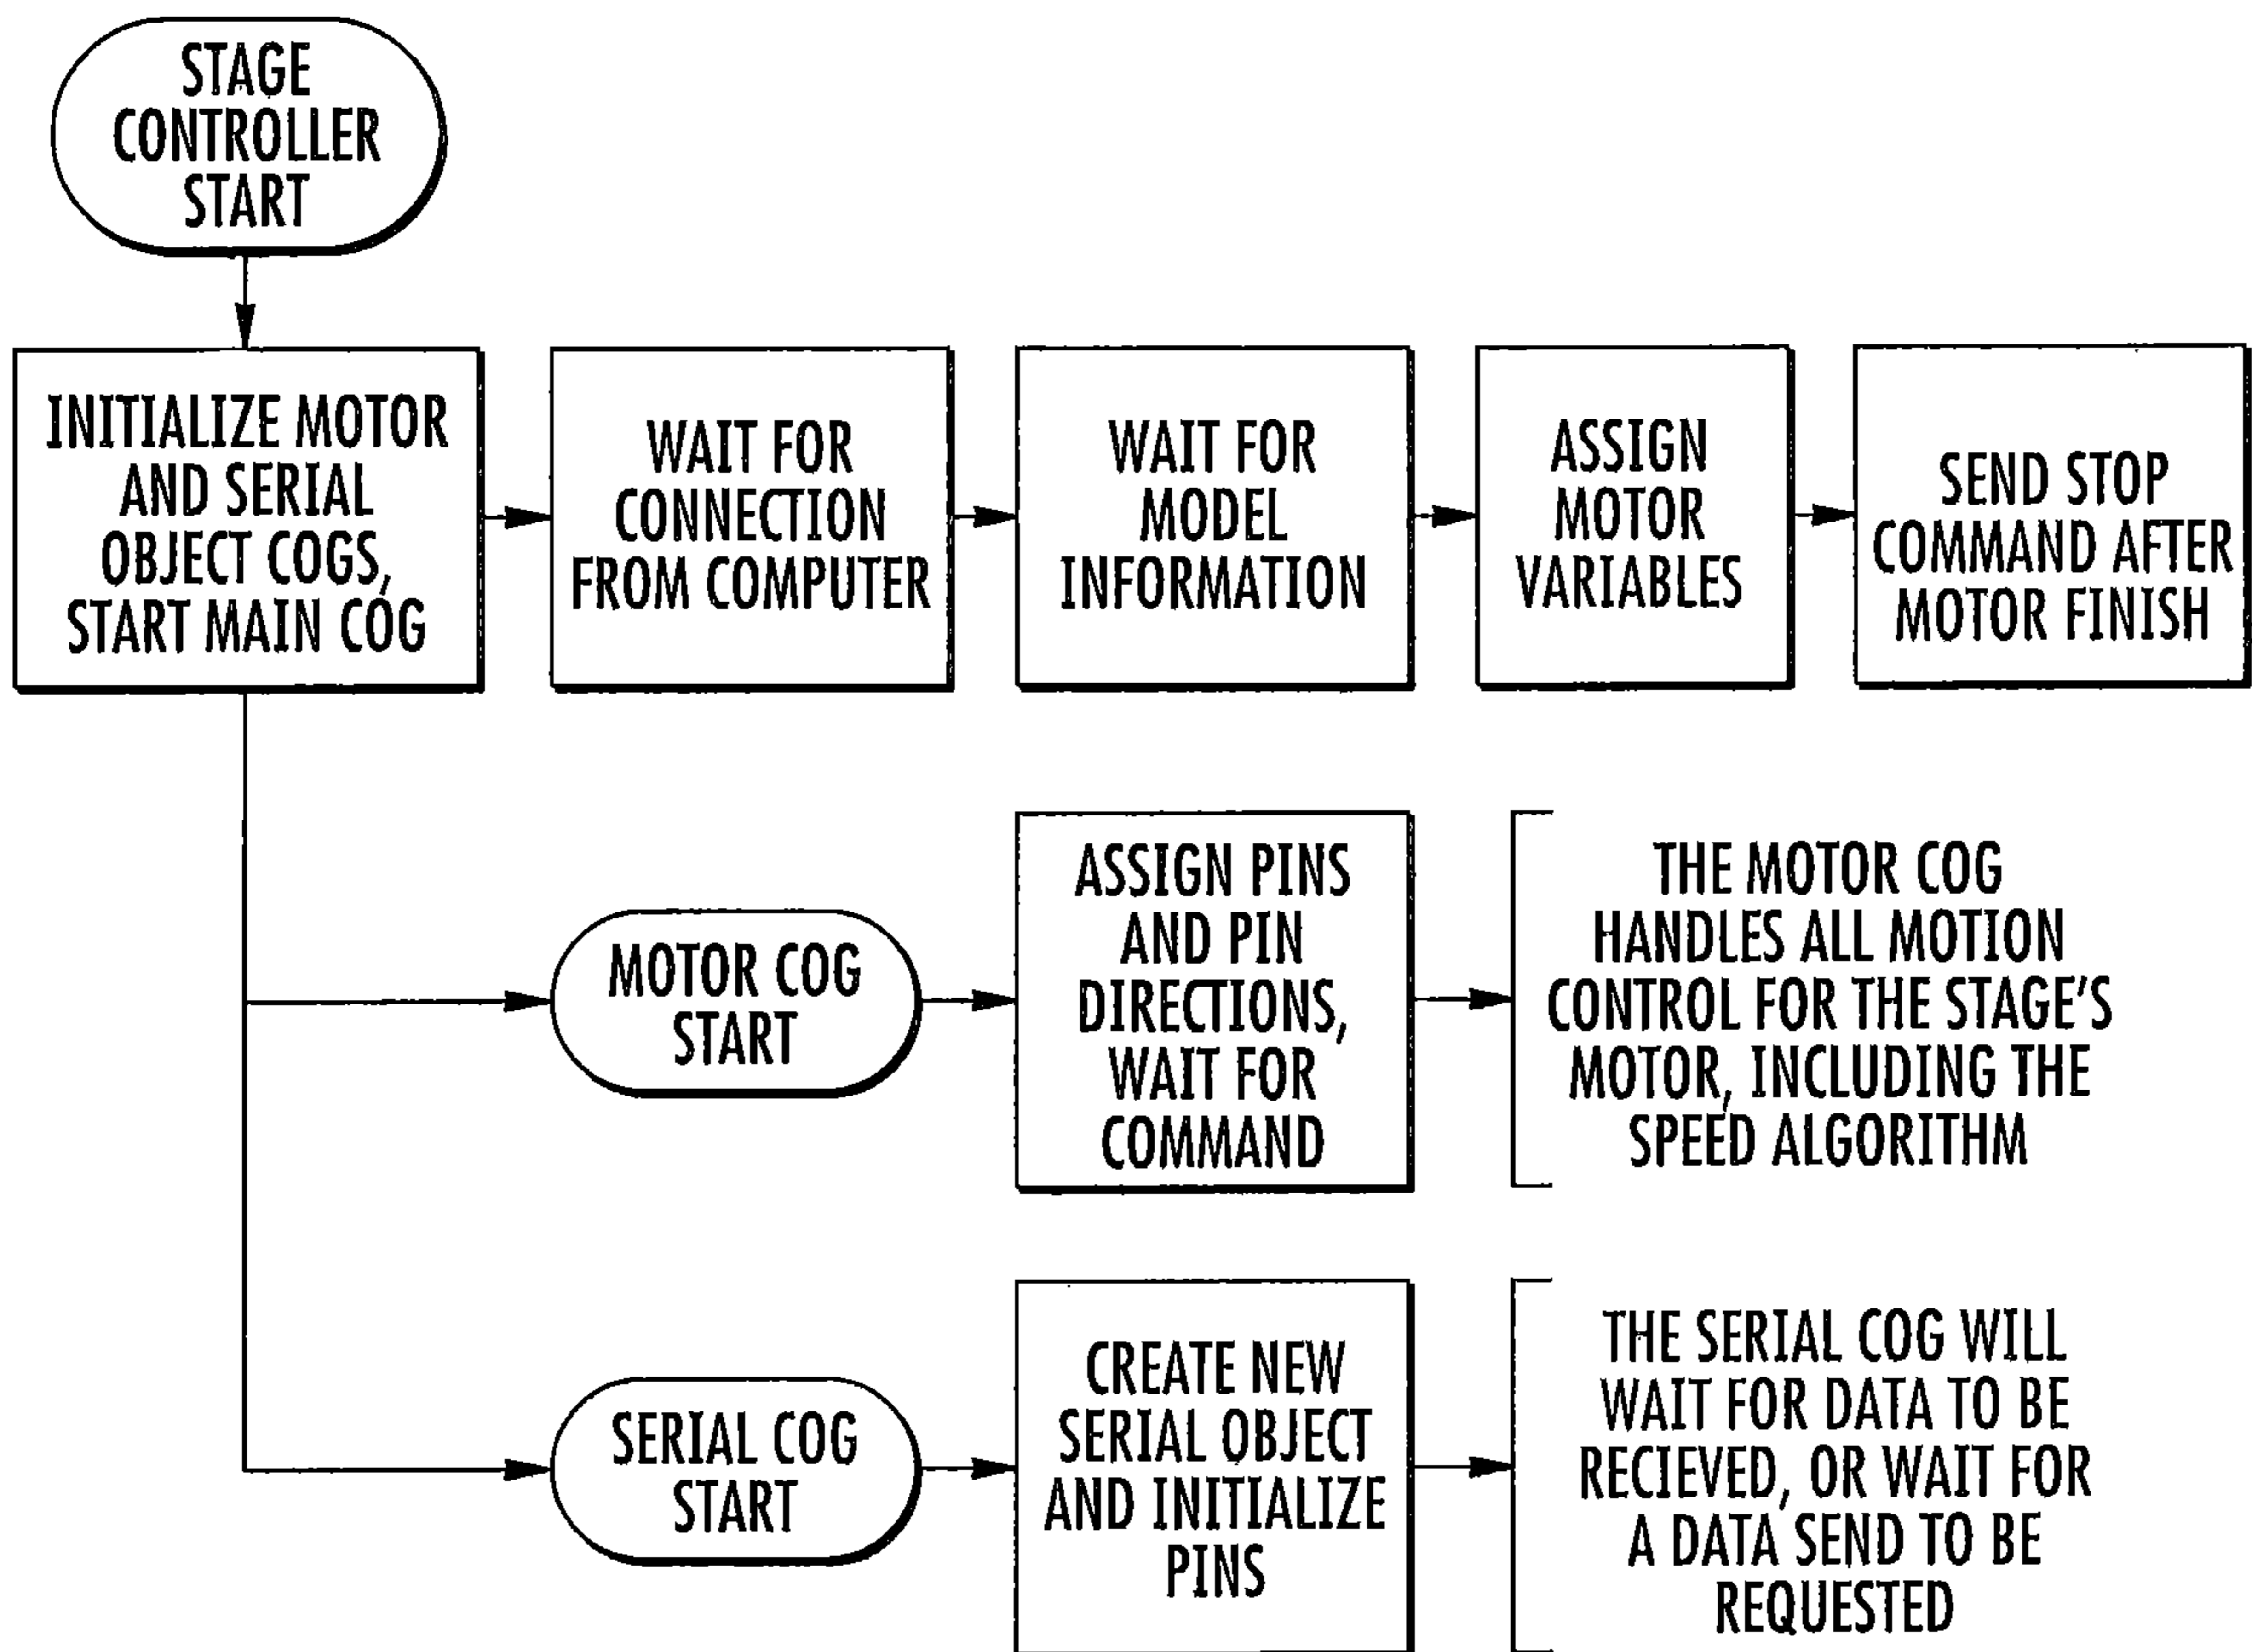 STAGE
CONTROLLER
START
INITIALIZE MOTOR
AND SERIAL
OBJECT COGS,
START MAIN COG
WAIT FOR
CONNECTION
FROM COMPUTER
WAIT FOR
MODEL
INFORMATION
ASSIGN
MOTOR
VARIABLES
SEND STOP
COMMAND AFTER
MOTOR FINISH
MOTOR COG
START
ASSIGN PINS
AND PIN
DIRECTIONS,
WAIT FOR
COMMAND
THE MOTOR COG
HANDLES ALL MOTION
CONTROL FOR THE STAGE'S
MOTOR, INCLUDING THE
SPEED ALGORITHM
SERIAL COG
START
CREATE NEW
SERIAL OBJECT
AND INITIALIZE
PINS
THE SERIAL COG WILL
WAIT FOR DATA TO BE
RECIEVED, OR WAIT FOR
A DATA SEND TO BE
REQUESTED